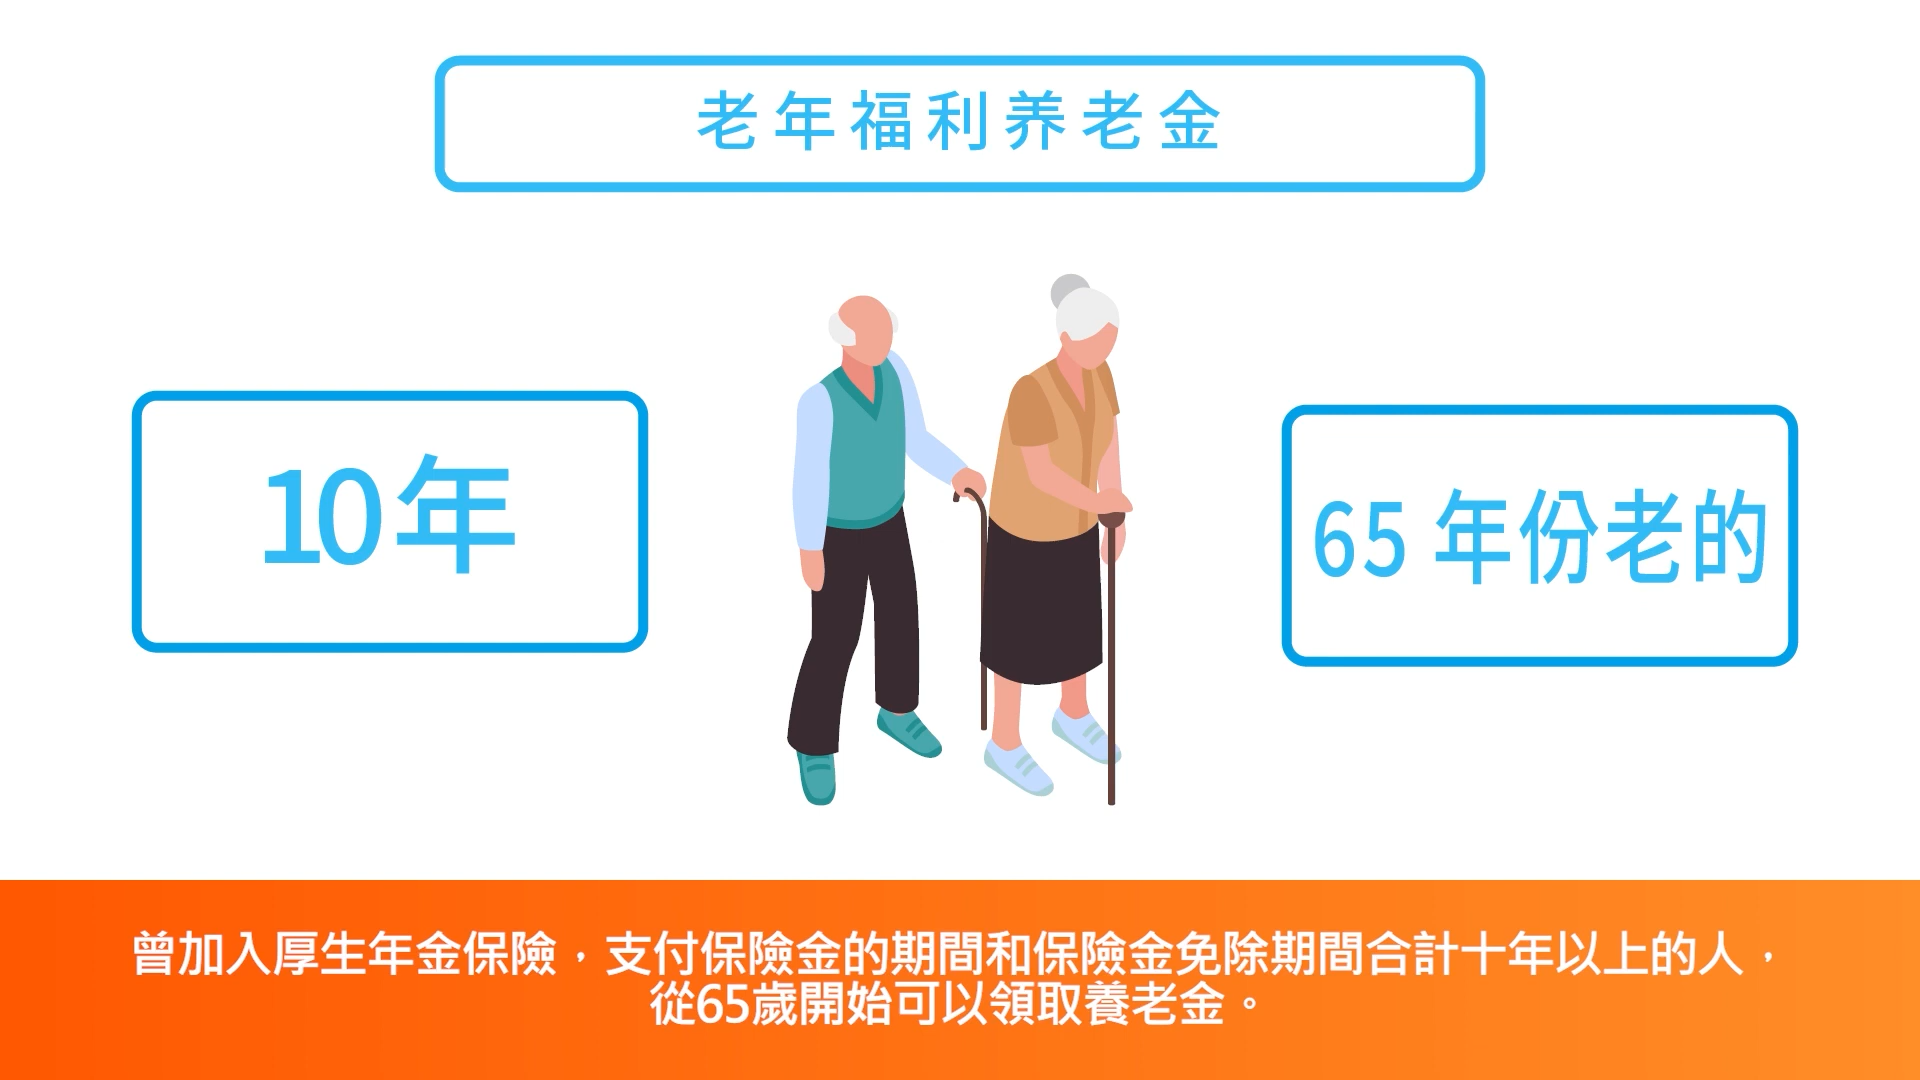 老年福利养老金
10年
65 年份老的
曾加入厚生年金保險，支付保險金的期間和保險金免除期間合計十年以上的人，
從65歲開始可以領取養老金。